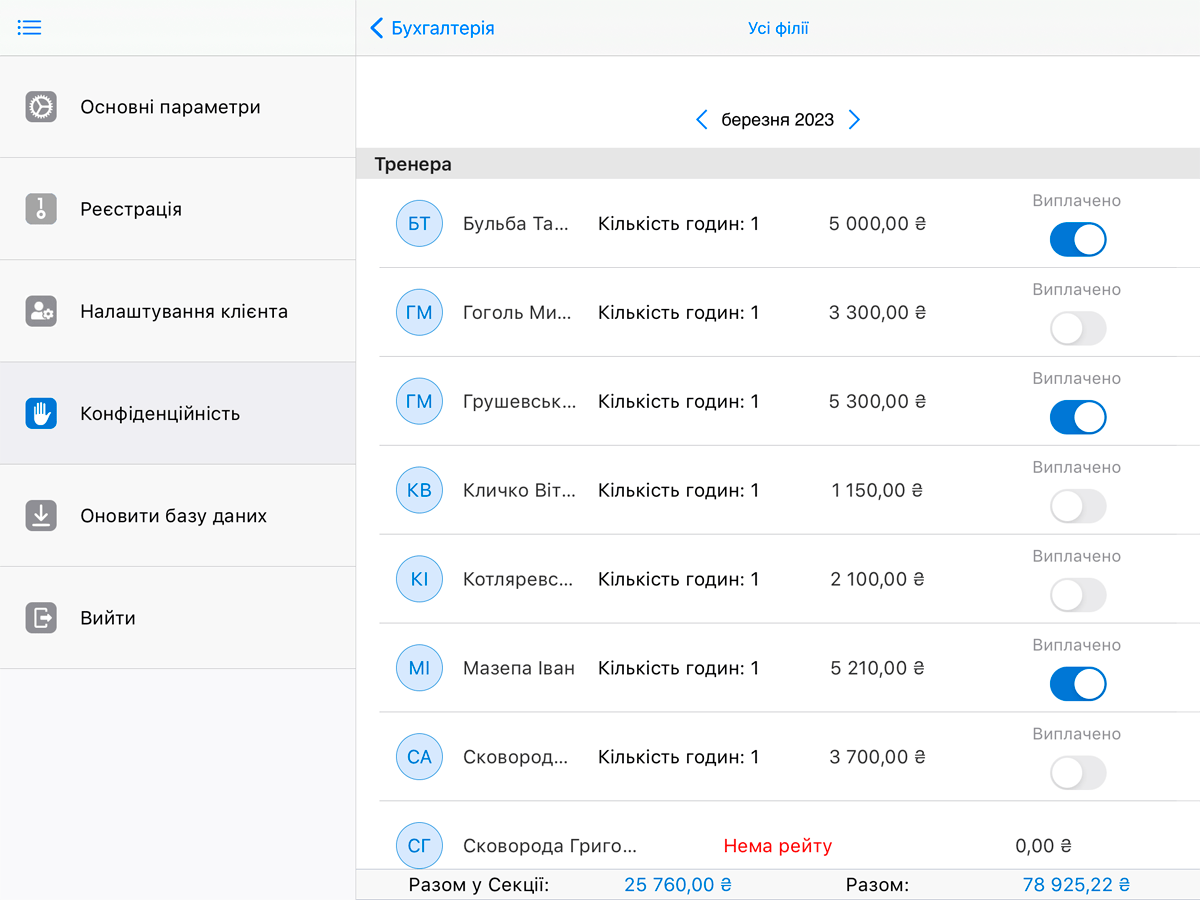 Бухгалтерія
Усі філії
Основні параметри
Реєстрація
Налаштування клієнта
Конфіденційність
Оновити базу даних
Вийти
березня 2023
Тренера
Виплачено
БТ Бульба Та... Кількість годин: 1 5 000,00 ₴
Виплачено
ГМ Гоголь Ми... Кількість годин: 1 3 300,00 ₴
Виплачено
ГМ Грушевськ... Кількість годин: 1 5 300,00 ₴
Виплачено
КВ Кличко Віт... Кількість годин: 1 1 150,00 ₴
Виплачено
КІ Котляревс... Кількість годин: 1 2 100,00 ₴
Виплачено
МІ Мазепа Іван Кількість годин: 1 5 210,00 ₴
Виплачено
СА Сковород... Кількість годин: 1 3 700,00 ₴
СГ Сковорода Григо... Нема рейту 0,00 ₴
Разом у Секції: 25 760,00 ₴ Разом: 78 925,22 ₴